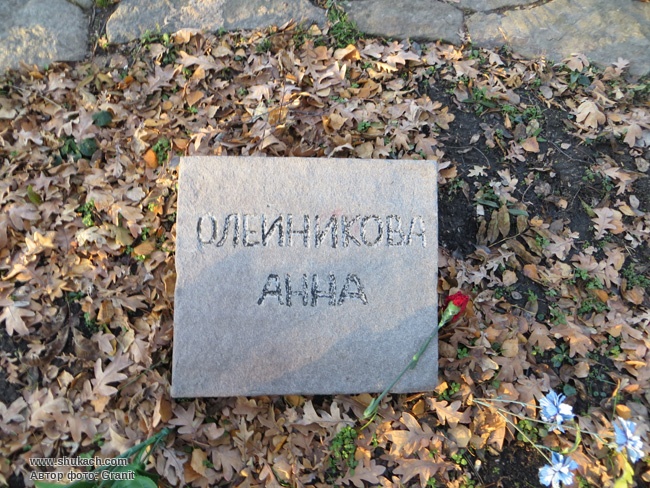 ОЛЕЙНИКОВА
АННА
www.shukach.com
Автор фото: Granit